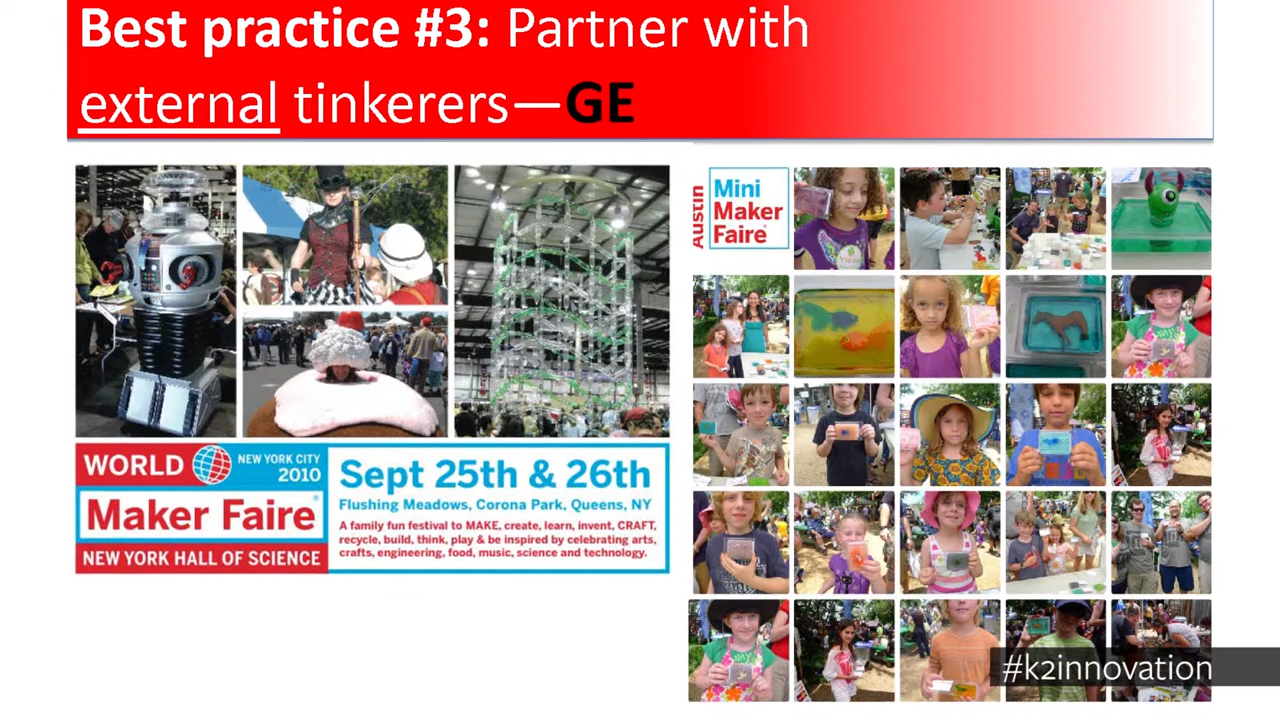 Best practice #3: Partner with
external tinkerers—GE
WORLD
NEW YORK CITY
2010
Maker Faire®
NEW YORK HALL OF SCIENCE
Sept 25th & 26th
Flushing Meadows, Corona Park, Queens, NY
A family fun festival to MAKE, create, learn, invent, CRAFT,
recycle, build, think, play & be inspired by celebrating arts,
crafts, engineering, food, music, science and technology.
Austin
Mini
Maker
Faire®
#k2innovation